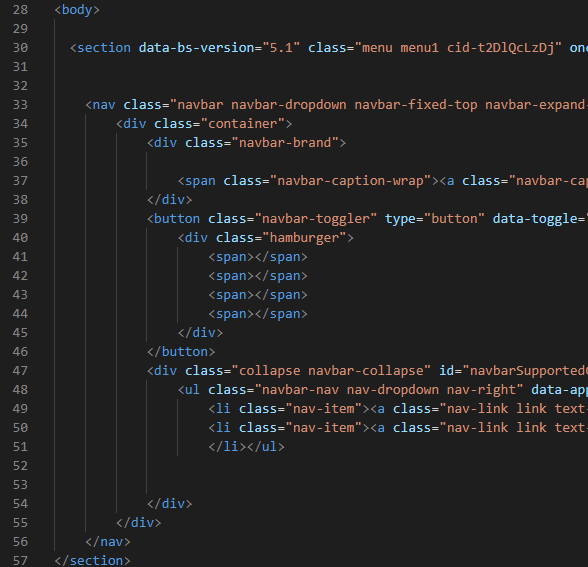 28 <body>
29
30 <section data-bs-version="5.1" class="menu menu1 cid-t2DlQcLzDj" one
31
32
33 <nav class="navbar navbar-dropdown navbar-fixed-top navbar-expand-
34 <div class="container">
35 <div class="navbar-brand">
36
37 <span class="navbar-caption-wrap"><a class="navbar-cap
38 </div>
39 <button class="navbar-toggler" type="button" data-toggle="
40 <div class="hamburger">
41 <span></span>
42 <span></span>
43 <span></span>
44 <span></span>
45 </div>
46 </button>
47 <div class="collapse navbar-collapse" id="navbarSupportedC
48 <ul class="navbar-nav nav-dropdown nav-right" data-app
49 <li class="nav-item"><a class="nav-link link text-
50 <li class="nav-item"><a class="nav-link link text-
51 </li></ul>
52
53
54 </div>
55 </div>
56 </nav>
57 </section>